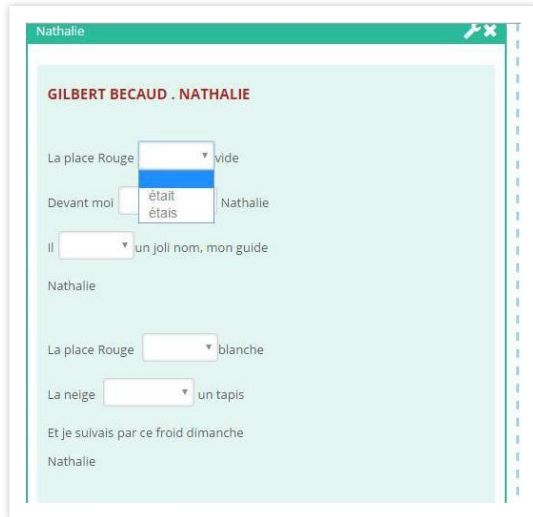 Nathalie
GILBERT BECAUD . NATHALIE
La place Rouge vide
était
étais
Devant moi Nathalie
Il un joli nom, mon guide
Nathalie
La place Rouge blanche
La neige un tapis
Et je suivais par ce froid dimanche
Nathalie